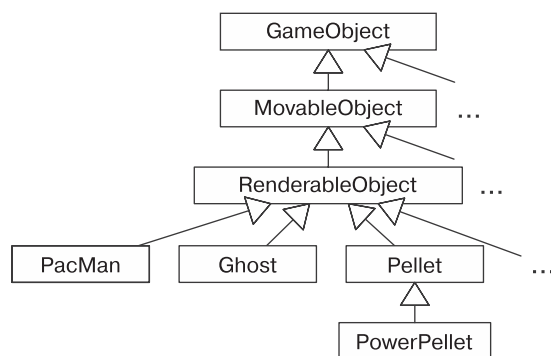 GameObject
MovableObject
...
RenderableObject
...
PacMan
Ghost
Pellet
...
PowerPellet